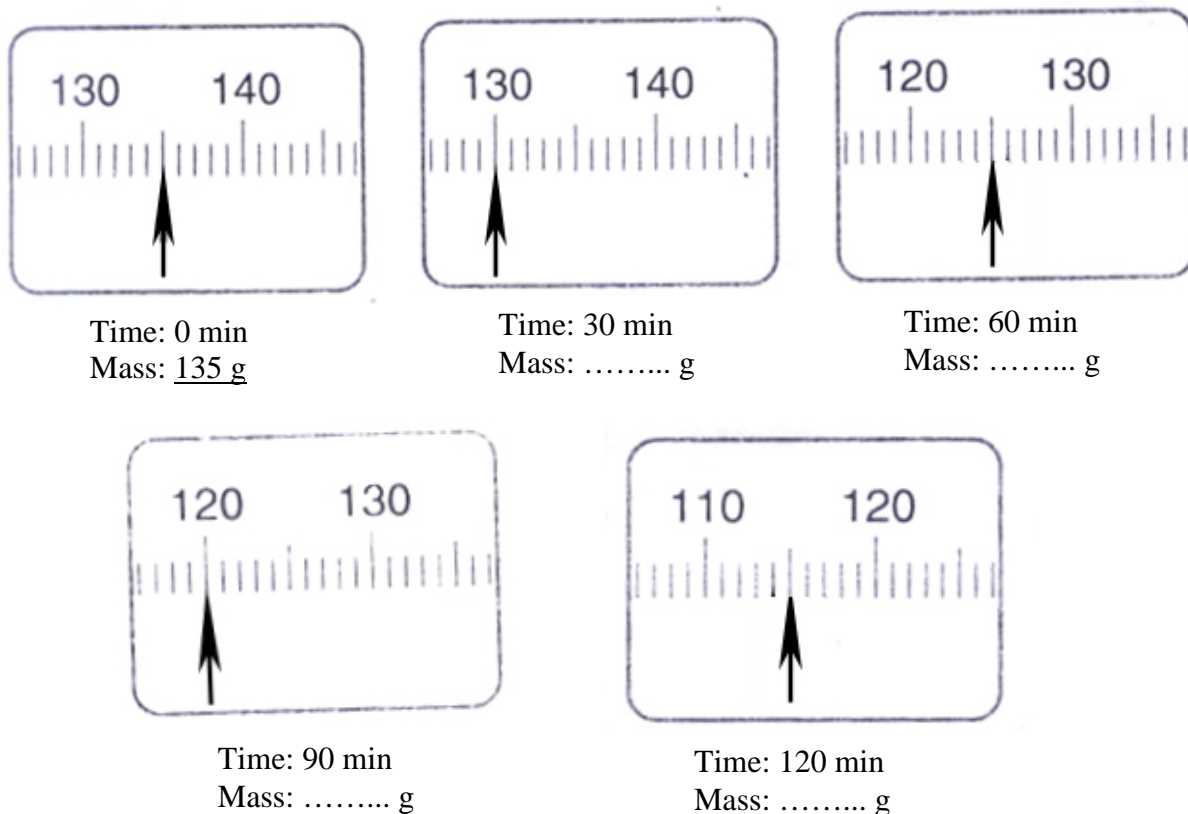 130 140
130 140
120 130
Time: 0 min
Mass: 135 g
Time: 30 min
Mass: ……... g
Time: 60 min
Mass: ……... g
120 130
110 120
Time: 90 min
Mass: ……... g
Time: 120 min
Mass: ……... g